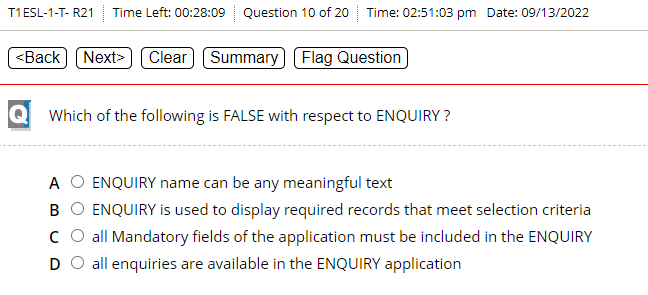 T1ESL-1-T- R21 Time Left: 00:28:09 Question 10 of 20 Time: 02:51:03 pm Date: 09/13/2022
<Back Next> Clear Summary Flag Question
Q Which of the following is FALSE with respect to ENQUIRY ?
A ENQUIRY name can be any meaningful text
B ENQUIRY is used to display required records that meet selection criteria
C all Mandatory fields of the application must be included in the ENQUIRY
D all enquiries are available in the ENQUIRY application